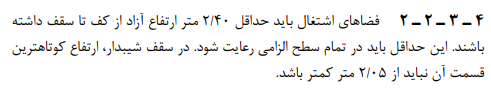 ۴ ـ ۳ ـ ۲ ـ ۲ فضاهای اشتغال باید حداقل ۲/۴۰ متر ارتفاع آزاد از کف تا سقف داشته
باشند. این حداقل باید در تمام سطح الزامی رعایت شود. در سقف شیبدار، ارتفاع کوتاهترین
قسمت آن نباید از ۲/۰۵ متر کمتر باشد.